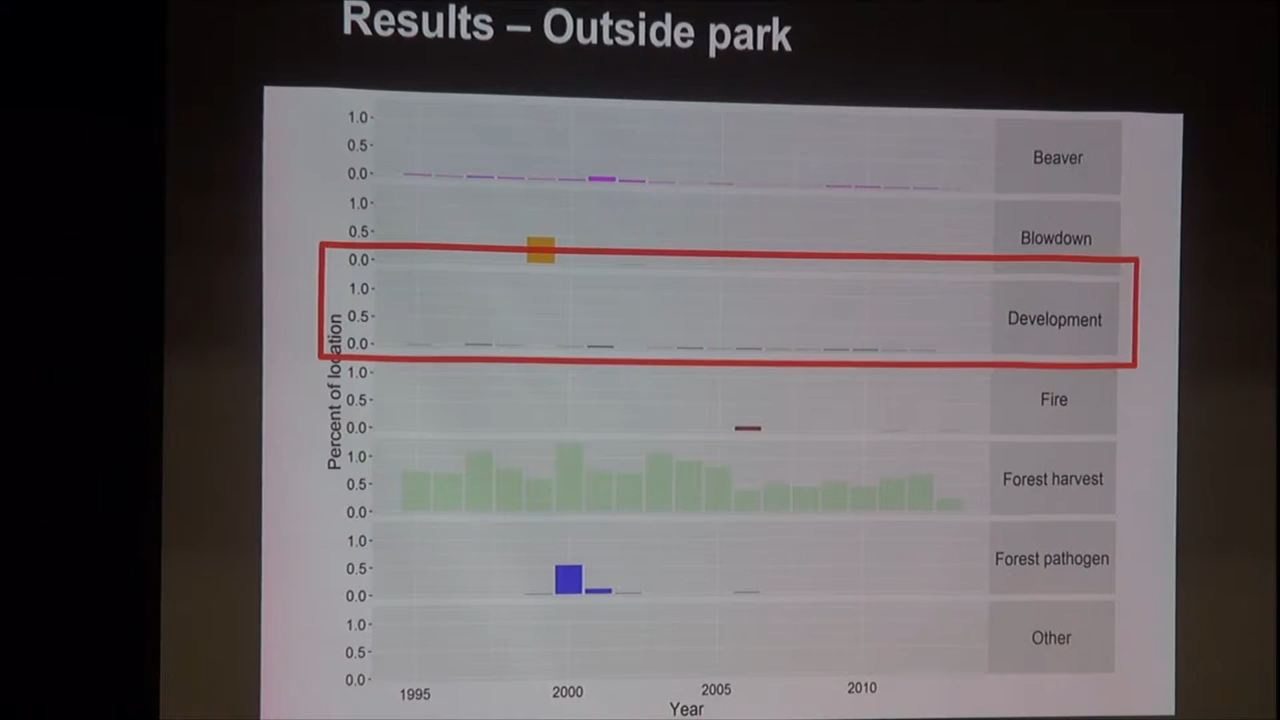 Results – Outside park
1.0
0.5
0.0
Beaver
1.0
0.5
0.0
Blowdown
1.0
0.5
0.0
Development
1.0
0.5
0.0
Fire
1.0
0.5
0.0
Forest harvest
1.0
0.5
0.0
Forest pathogen
1.0
0.5
0.0
Other
Percent of location
1995
2000
2005
2010
Year